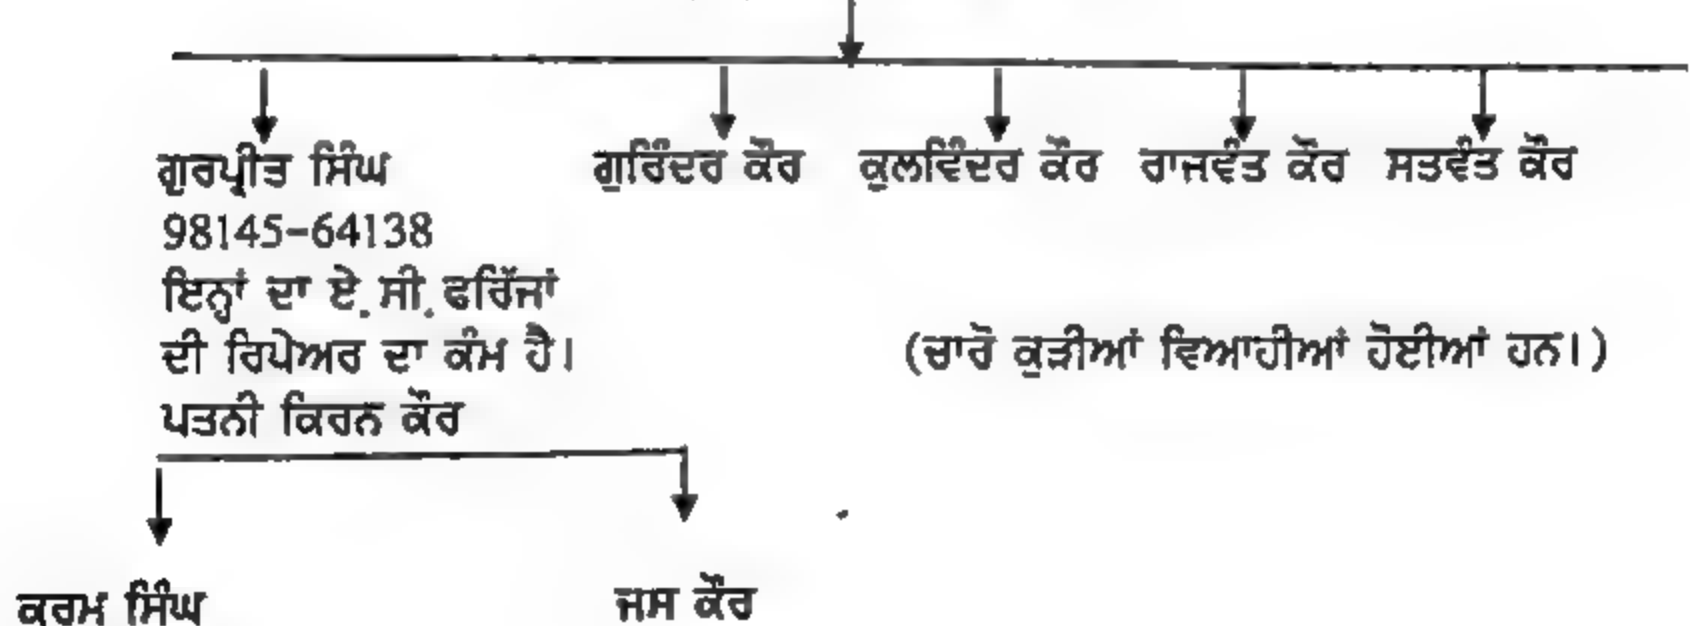 ਗੁਰਪ੍ਰੀਤ ਸਿੰਘ ਗੁਰਿੰਦਰ ਕੌਰ ਕੁਲਵਿੰਦਰ ਕੌਰ ਰਾਜਵੰਤ ਕੌਰ ਸਤਵੰਤ ਕੌਰ
98145-64138
ਇਨ੍ਹਾਂ ਦਾ ਏ.ਸੀ.ਫਰਿੱਜਾਂ
ਦੀ ਰਿਪੇਅਰ ਦਾ ਕੰਮ ਹੈ। (ਚਾਰੋ ਕੁੜੀਆਂ ਵਿਆਹੀਆਂ ਹੋਈਆਂ ਹਨ।)
ਪਤਨੀ ਕਿਰਨ ਕੌਰ
ਕਰਮ ਸਿੰਘ ਜਸ ਕੌਰ